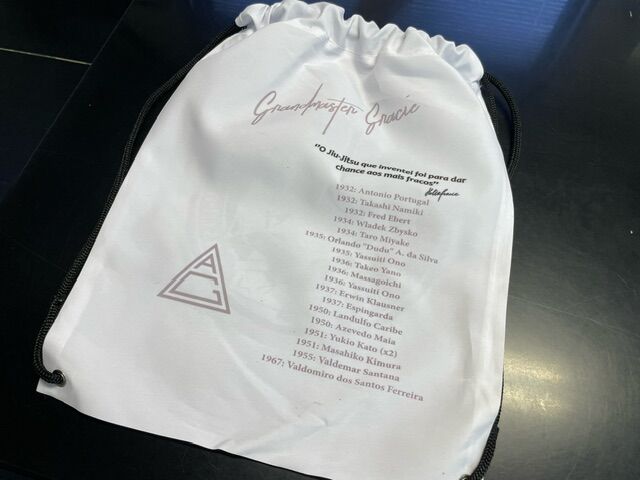 Grandmaster Gracie
"O Jiu-Jitsu que inventei foi para dar
chance aos mais fracos"
1932: Antonio Portugal
1932: Takashi Namiki
1932: Fred Ebert
1934: Wladek Zbysko
1934: Taro Miyake
1935: Orlando "Dudu" A. da Silva
1935: Yassuiti Ono
1936: Takeo Yano
1936: Massagoichi
1936: Yassuiti Ono
1937: Erwin Klausner
1937: Espingarda
1950: Landulfo Caribe
1950: Azevedo Maia
1951: Yukio Kato (x2)
1951: Masahiko Kimura
1955: Valdemar Santana
1967: Valdomiro dos Santos Ferreira